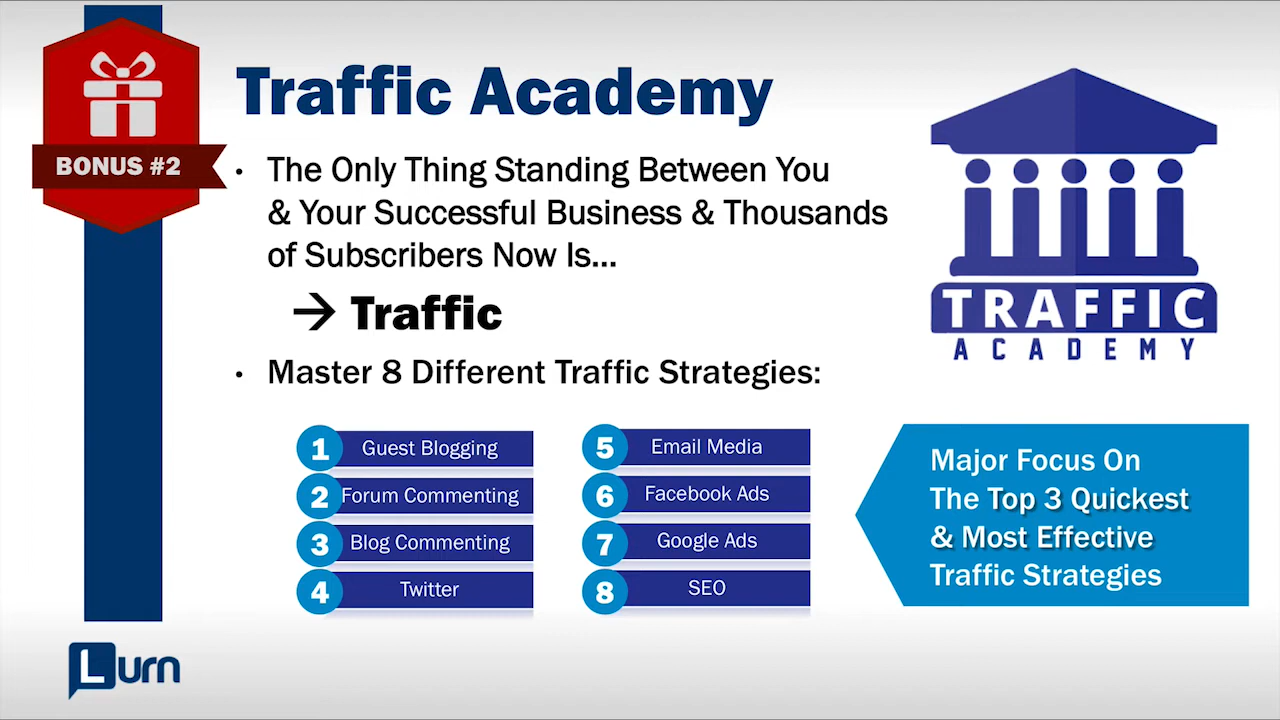 BONUS #2
Traffic Academy
• The Only Thing Standing Between You
& Your Successful Business & Thousands
of Subscribers Now Is...
→ Traffic
• Master 8 Different Traffic Strategies:
1 Guest Blogging
2 Forum Commenting
3 Blog Commenting
4 Twitter
5 Email Media
6 Facebook Ads
7 Google Ads
8 SEO
TRAFFIC
ACADEMY
Major Focus On
The Top 3 Quickest
& Most Effective
Traffic Strategies
Lurn